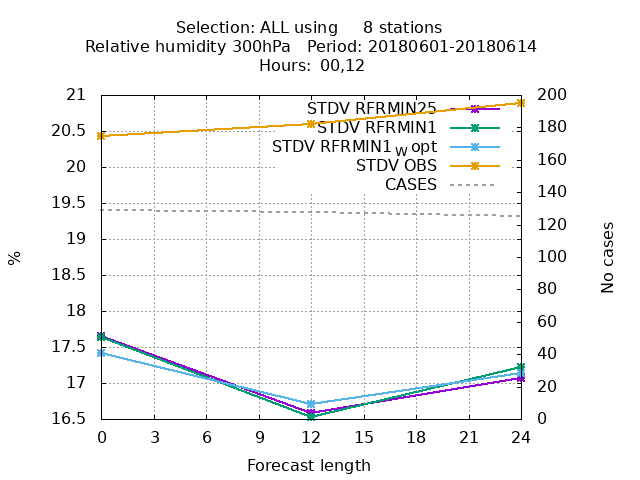 Selection: ALL using     8 stations
Relative humidity 300hPa   Period: 20180601-20180614
Hours: 00,12
21
20.5
20
19.5
19
18.5
18
17.5
17
16.5
%
STDV RFRMIN25
STDV RFRMIN1
STDV RFRMIN1 w opt
STDV OBS
CASES
200
180
160
140
120
100
80
60
40
20
0
No cases
0 3 6 9 12 15 18 21 24
Forecast length